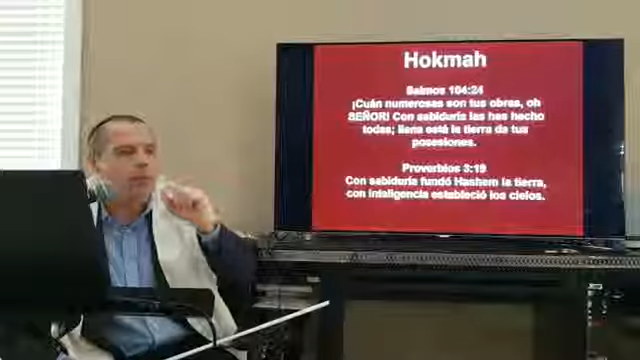 Hokmah
Salmos 104:24
¡Cuán numerosas son tus obras, oh
SEÑOR! Con sabiduría las has hecho
todas; llena está la tierra de tus
posesiones.
Proverbios 3:19
Con sabiduría fundó Hashem la tierra,
con inteligencia estableció los cielos.